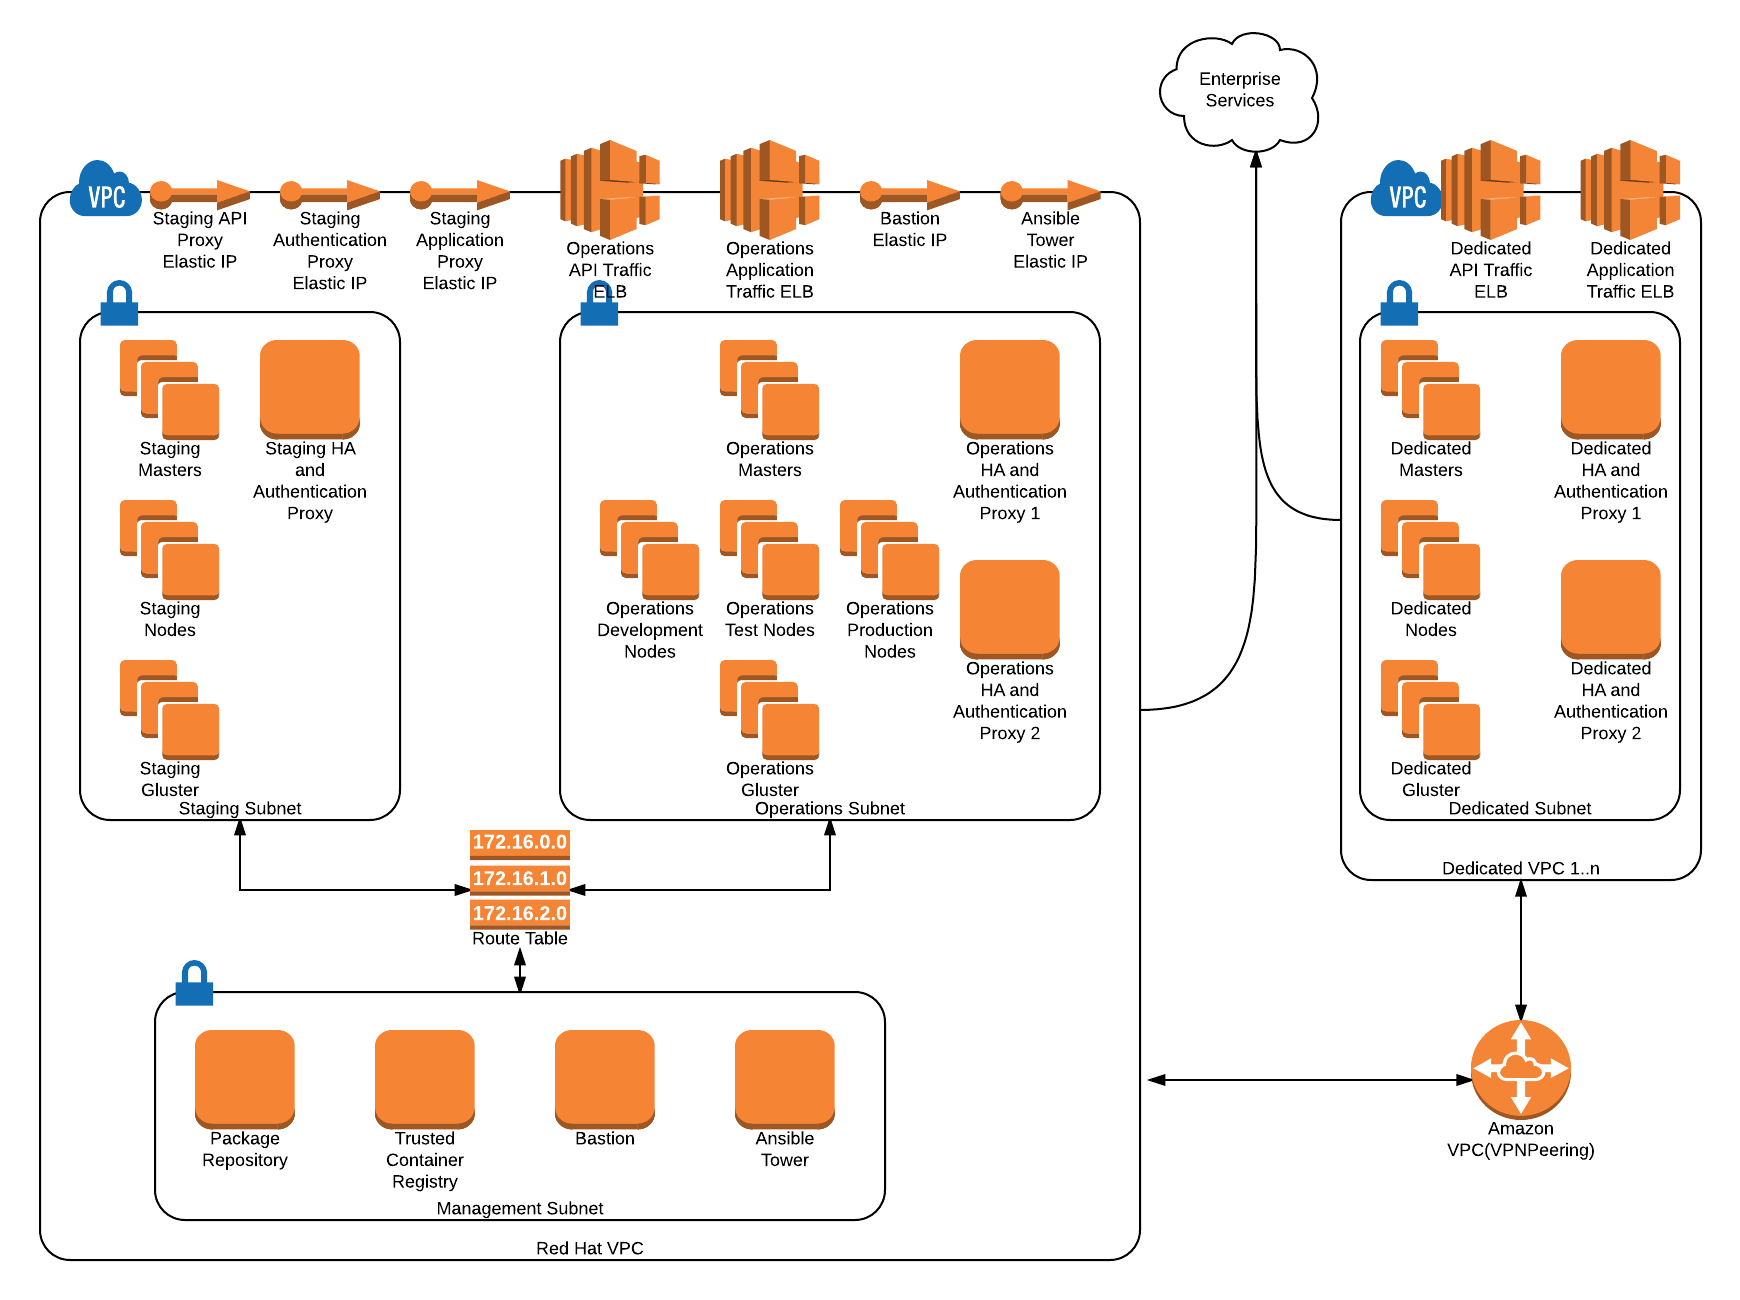 Enterprise
Services
VPC
Staging API
Proxy
Elastic IP
Staging
Authentication
Proxy
Elastic IP
Staging
Application
Proxy
Elastic IP
Operations
API Traffic
ELB
Operations
Application
Traffic ELB
Bastion
Elastic IP
Ansible
Tower
Elastic IP
VPC
Dedicated
API Traffic
ELB
Dedicated
Application
Traffic ELB
Staging
Masters
Staging HA
and
Authentication
Proxy
Staging
Nodes
Staging
Gluster
Staging Subnet
Operations
Masters
Operations
HA and
Authentication
Proxy 1
Operations
Development
Nodes
Operations
Test Nodes
Operations
Production
Nodes
Operations
HA and
Authentication
Proxy 2
Operations
Gluster
Operations Subnet
Dedicated
Masters
Dedicated
HA and
Authentication
Proxy 1
Dedicated
Nodes
Dedicated
HA and
Authentication
Proxy 2
Dedicated
Gluster
Dedicated Subnet
Dedicated VPC 1..n
172.16.0.0
172.16.1.0
172.16.2.0
Route Table
Package
Repository
Trusted
Container
Registry
Bastion
Ansible
Tower
Management Subnet
Red Hat VPC
Amazon
VPC(VPNPeering)